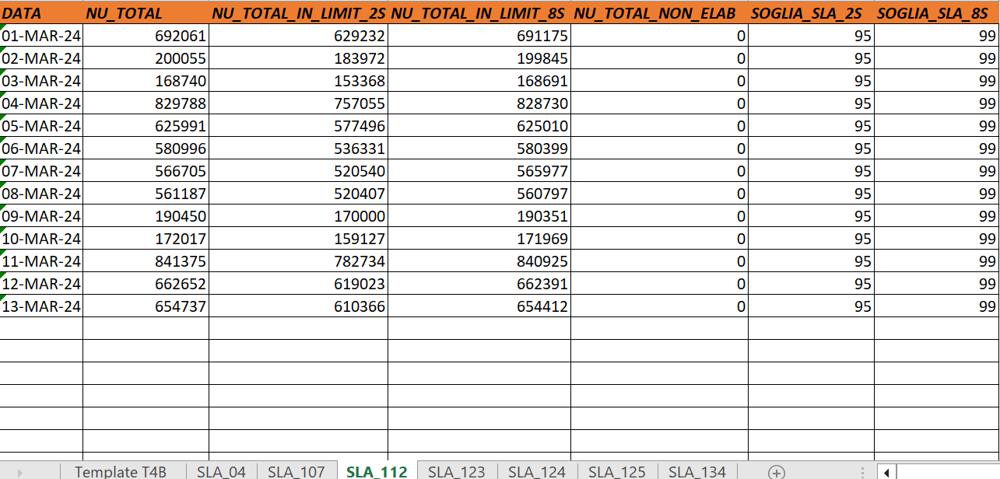 DATA NU_TOTAL NU_TOTAL_IN_LIMIT_2S NU_TOTAL_IN_LIMIT_8S NU_TOTAL_NON_ELAB SOGLIA_SLA_2S SOGLIA_SLA_8S
01-MAR-24 692061 629232 691175 0 95 99
02-MAR-24 200055 183972 199845 0 95 99
03-MAR-24 168740 153368 168691 0 95 99
04-MAR-24 829788 757055 828730 0 95 99
05-MAR-24 625991 577496 625010 0 95 99
06-MAR-24 580996 536331 580399 0 95 99
07-MAR-24 566705 520540 565977 0 95 99
08-MAR-24 561187 520407 560797 0 95 99
09-MAR-24 190450 170000 190351 0 95 99
10-MAR-24 172017 159127 171969 0 95 99
11-MAR-24 841375 782734 840925 0 95 99
12-MAR-24 662652 619023 662391 0 95 99
13-MAR-24 654737 610366 654412 0 95 99
Template T4B SLA_04 SLA_107 SLA_112 SLA_123 SLA_124 SLA_125 SLA_134